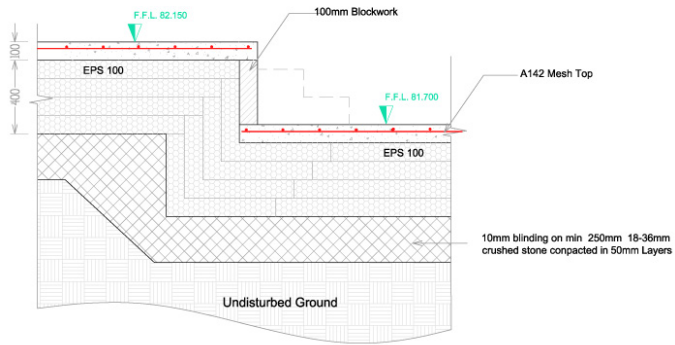 F.F.L. 82.150
100mm Blockwork
100
EPS 100
A142 Mesh Top
400
F.F.L. 81.700
EPS 100
10mm blinding on min 250mm 18-36mm
crushed stone conpacted in 50mm Layers
Undisturbed Ground